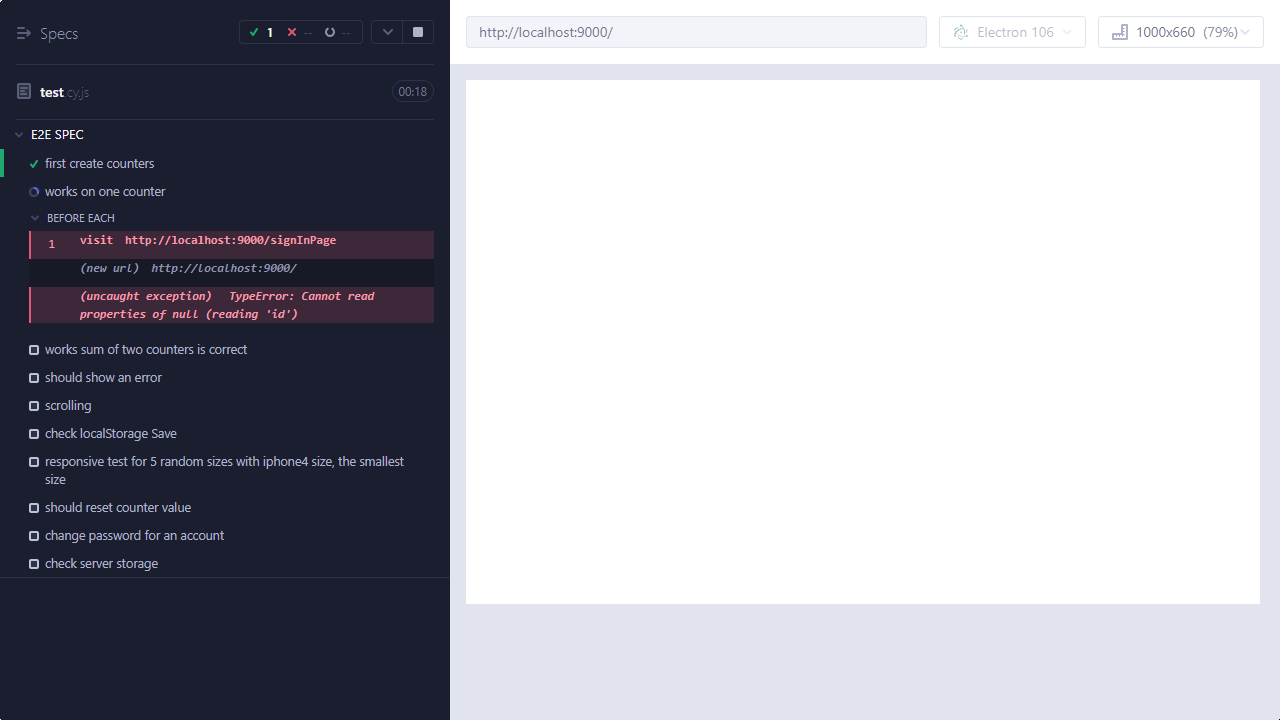 Specs
1 -- --
test.cy.js
00:18
E2E SPEC
first create counters
works on one counter
BEFORE EACH
1 visit http://localhost:9000/signInPage
(new url) http://localhost:9000/
(uncaught exception) TypeError: Cannot read
properties of null (reading 'id')
works sum of two counters is correct
should show an error
scrolling
check localStorage Save
responsive test for 5 random sizes with iphone4 size, the smallest
size
should reset counter value
change password for an account
check server storage
http://localhost:9000/
Electron 106
1000x660 (79%)